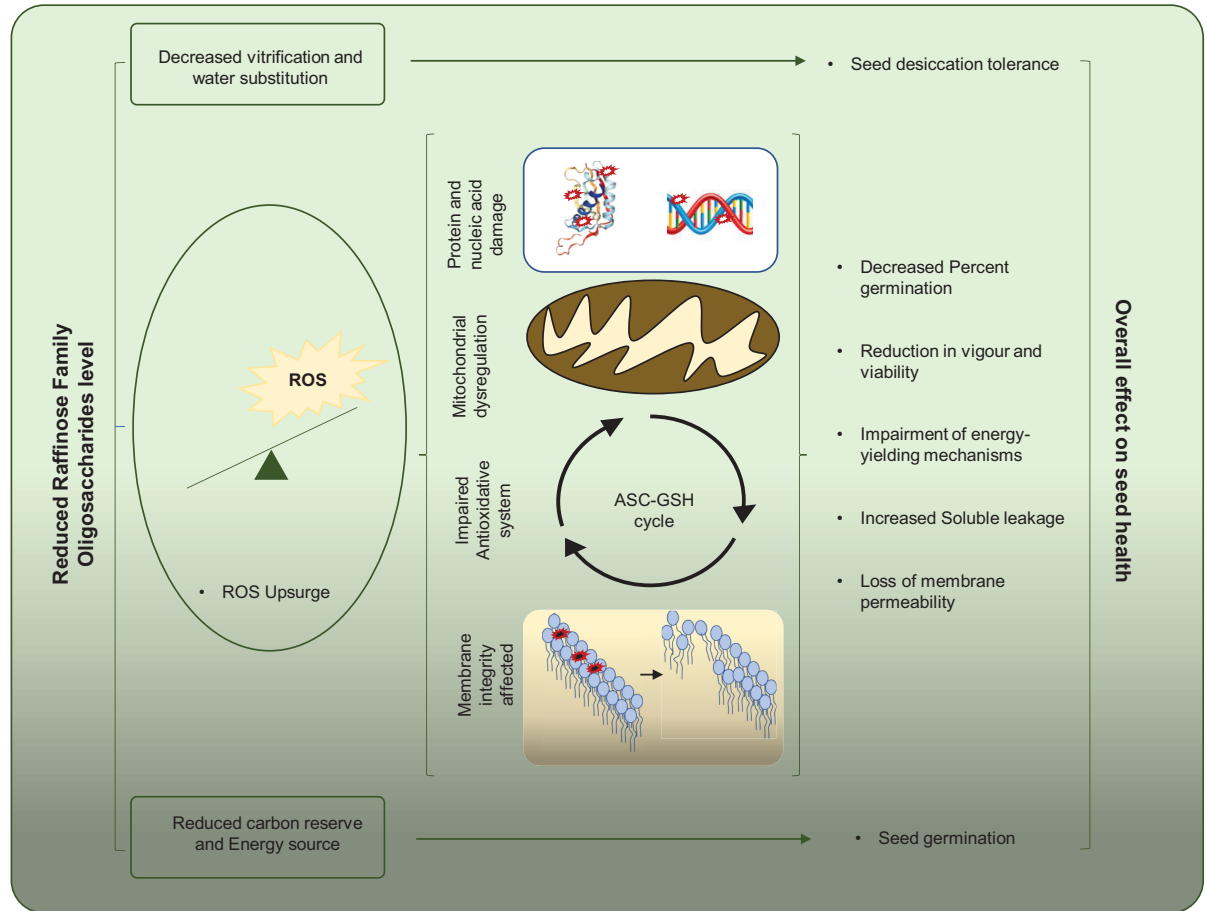 Reduced Raffinose Family
Oligosaccharides level
Decreased vitrification and
water substitution
• Seed desiccation tolerance
ROS
• ROS Upsurge
Protein and
nucleic acid
damage
Mitochondrial
dysregulation
Impaired
Antioxidative
system
ASC-GSH
cycle
Membrane
integrity
affected
• Decreased Percent
germination
• Reduction in vigour and
viability
• Impairment of energy-
yielding mechanisms
• Increased Soluble leakage
• Loss of membrane
permeability
Reduced carbon reserve
and Energy source
• Seed germination
Overall effect on seed health